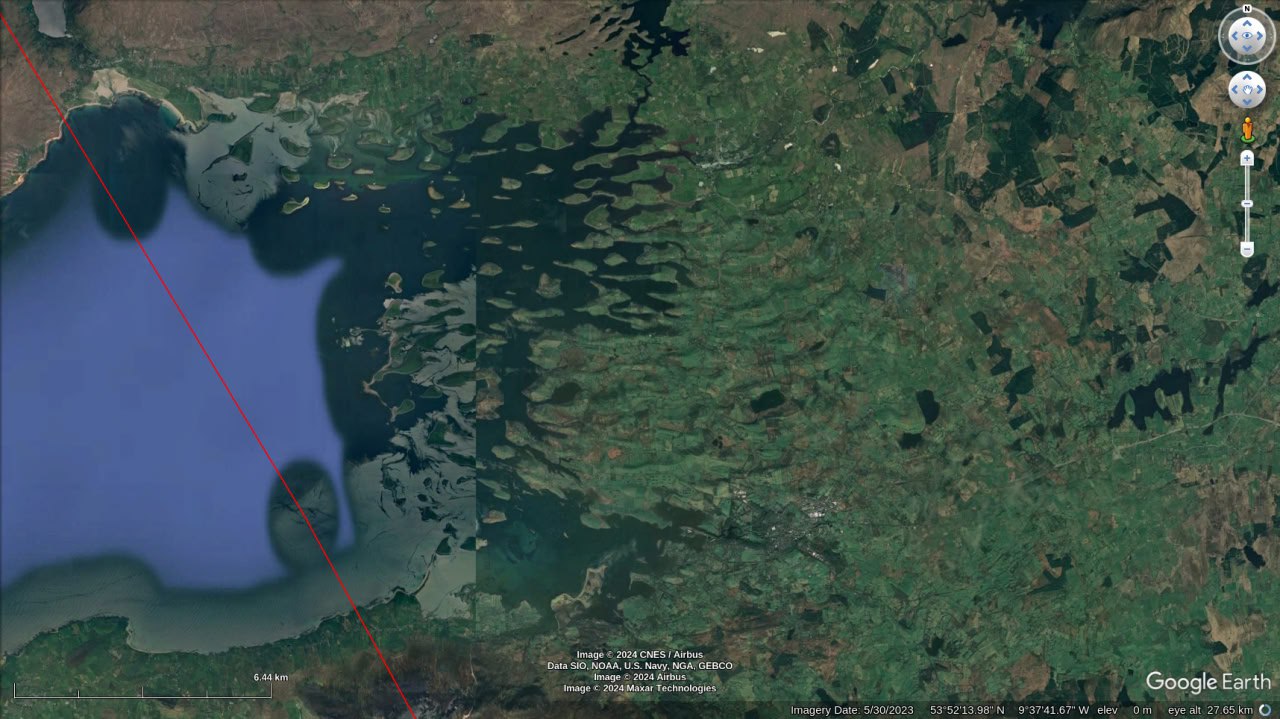 N
6.44 km
Image © 2024 CNES / Airbus
Data SIO, NOAA, U.S. Navy, NGA, GEBCO
Image © 2024 Airbus
Image © 2024 Maxar Technologies
Google Earth
Imagery Date: 5/30/2023 53°52'13.98" N 9°37'41.67" W elev 0 m eye alt 27.65 km